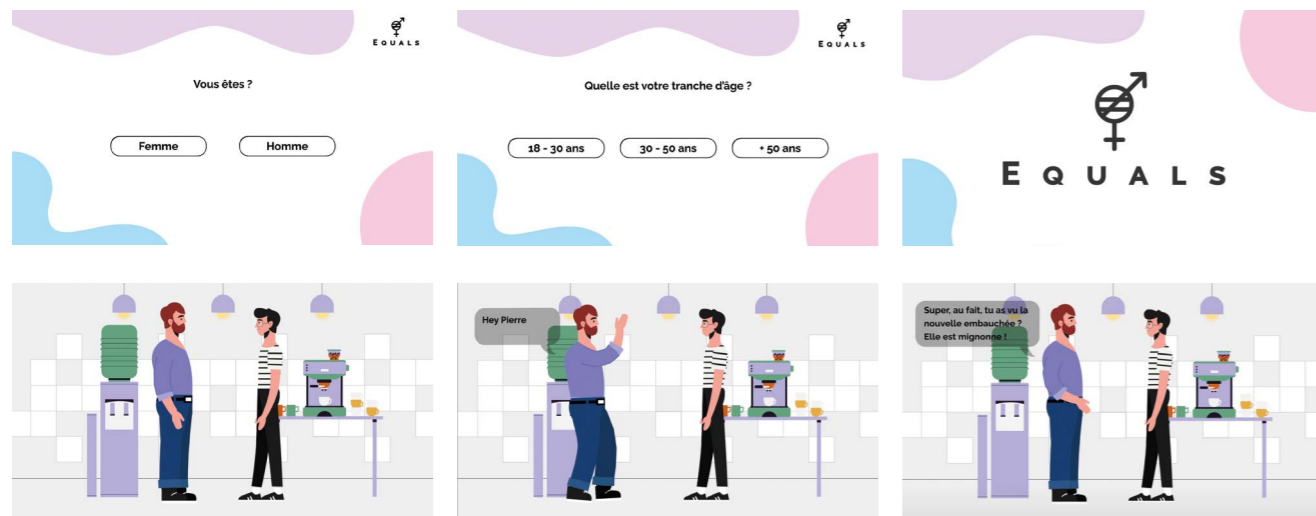 EQUALS
Vous êtes ?
Femme
Homme
EQUALS
Quelle est votre tranche d'âge ?
18 - 30 ans
30 - 50 ans
+ 50 ans
EQUALS
Hey Pierre
Super, au fait, tu as vu la
nouvelle embauchée ?
Elle est mignonne !